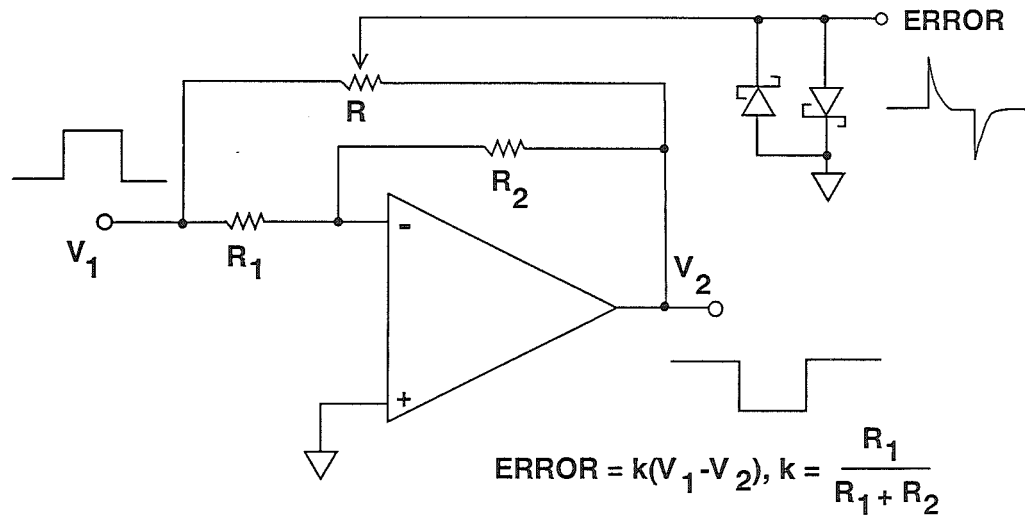 ERROR
R
R2
V1
R1
-
V2
+
ERROR = k(V1-V2), k = R1
R1 + R2